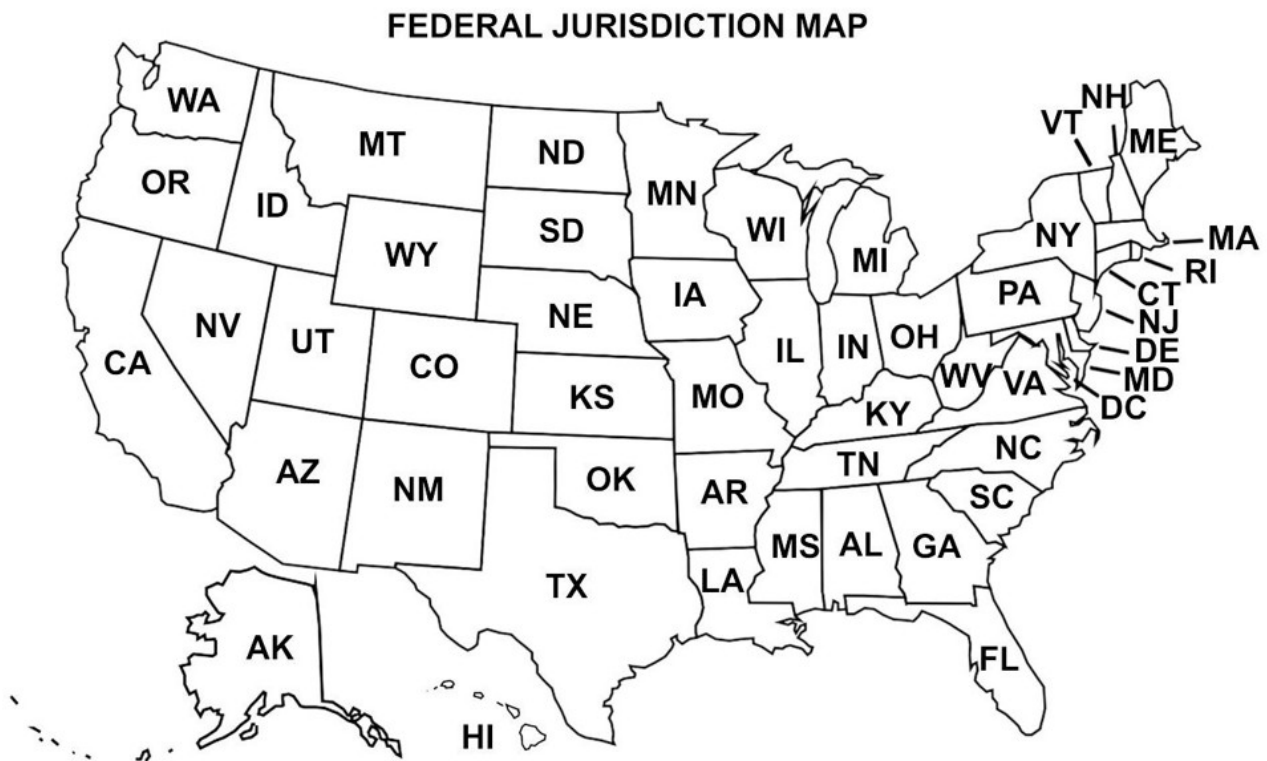 FEDERAL JURISDICTION MAP
NH
WA
VT
MT
ME
ND
OR
MN
ID
SD
WI
NY
MA
WY
MI
RI
IA
PA
CT
NE
NV
NJ
UT
OH
IL
IN
DE
CA
CO
WV
VA
MD
KS
MO
DC
KY
NC
TN
AZ
OK
NM
AR
SC
MS
AL
GA
TX
LA
AK
FL
HI